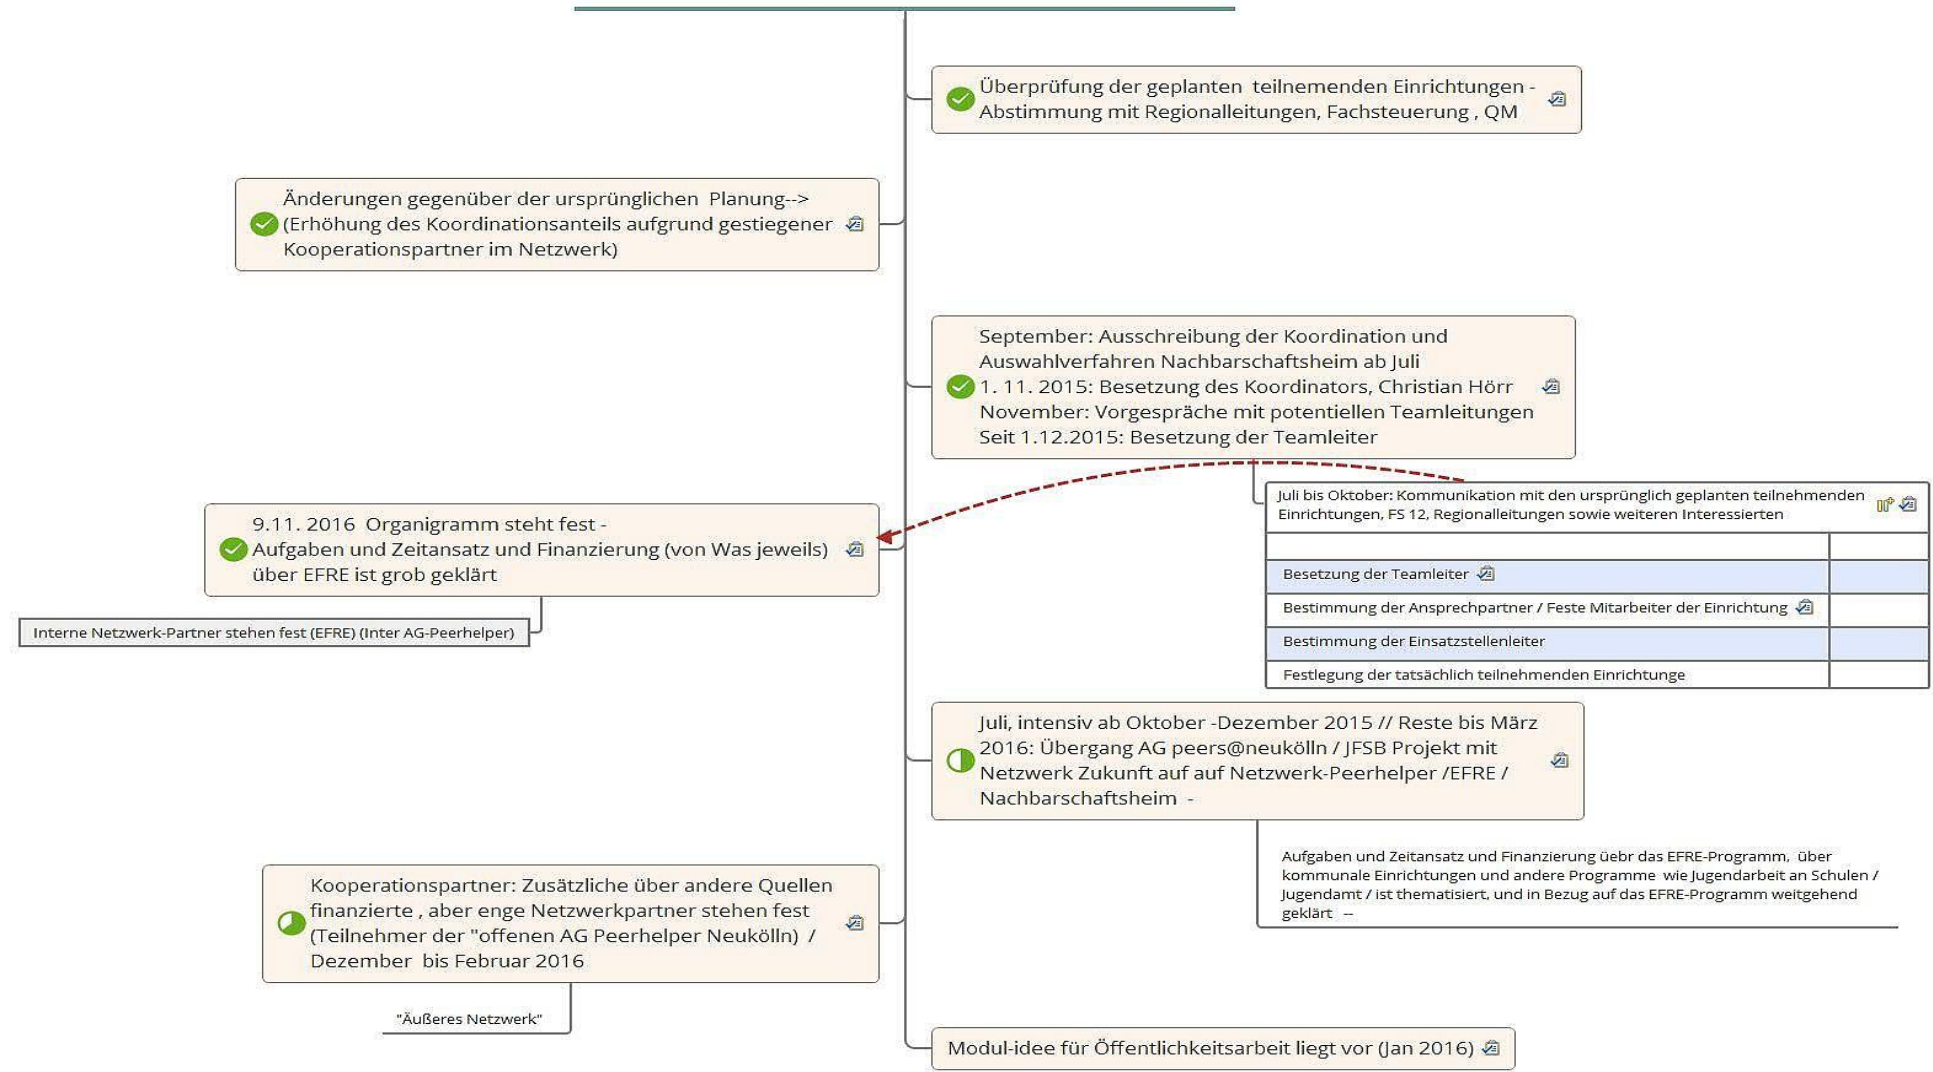 Überprüfung der geplanten  teilnemenden Einrichtungen -
Abstimmung mit Regionalleitungen, Fachsteuerung , QM
Änderungen gegenüber der ursprünglichen  Planung-->
(Erhöhung des Koordinationsanteils aufgrund gestiegener
Kooperationspartner im Netzwerk)
September: Ausschreibung der Koordination und
Auswahlverfahren Nachbarschaftsheim ab Juli
1. 11. 2015: Besetzung des Koordinators, Christian Hörr
November: Vorgespräche mit potentiellen Teamleitungen
Seit 1.12.2015: Besetzung der Teamleiter
Juli bis Oktober: Kommunikation mit den ursprünglich geplanten teilnehmenden
Einrichtungen, FS 12, Regionalleitungen sowie weiteren Interessierten
Besetzung der Teamleiter
Bestimmung der Ansprechpartner / Feste Mitarbeiter der Einrichtung
Bestimmung der Einsatzstellenleiter
Festlegung der tatsächlich teilnehmenden Einrichtunge
9.11. 2016  Organigramm steht fest -
Aufgaben und Zeitansatz und Finanzierung (von Was jeweils)
über EFRE ist grob geklärt
Interne Netzwerk-Partner stehen fest (EFRE) (Inter AG-Peerhelper)
Juli, intensiv ab Oktober -Dezember 2015 // Reste bis März
2016: Übergang AG peers@neukölln / JFSB Projekt mit
Netzwerk Zukunft auf auf Netzwerk-Peerhelper /EFRE /
Nachbarschaftsheim  -
Aufgaben und Zeitansatz und Finanzierung üebr das EFRE-Programm,  über
kommunale Einrichtungen und andere Programme  wie Jugendarbeit an Schulen /
Jugendamt / ist thematisiert, und in Bezug auf das EFRE-Programm weitgehend
geklärt  --
Kooperationspartner: Zusätzliche über andere Quellen
finanzierte , aber enge Netzwerkpartner stehen fest
(Teilnehmer der "offenen AG Peerhelper Neukölln)  /
Dezember  bis Februar 2016
"Äußeres Netzwerk"
Modul-idee für Öffentlichkeitsarbeit liegt vor (Jan 2016)